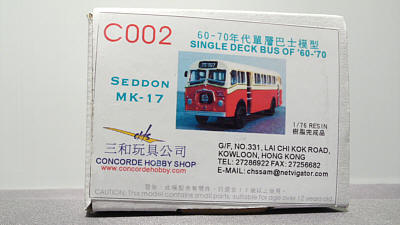 C002
60-70年代單層巴士模型
SINGLE DECK BUS OF '60-'70
SEDDON
MK-17
1/76 RESIN
樹脂完成品
三和玩具公司
CONCORDE HOBBY SHOP
www.concordehobby.com
G/F, NO.331, LAI CHI KOK ROAD,
KOWLOON, HONG KONG
TEL: 27286922 FAX: 27256682
E-MAIL: chssam@netvigator.com
CAUTION: This model contains small parts, suitable for age over 12 years old.